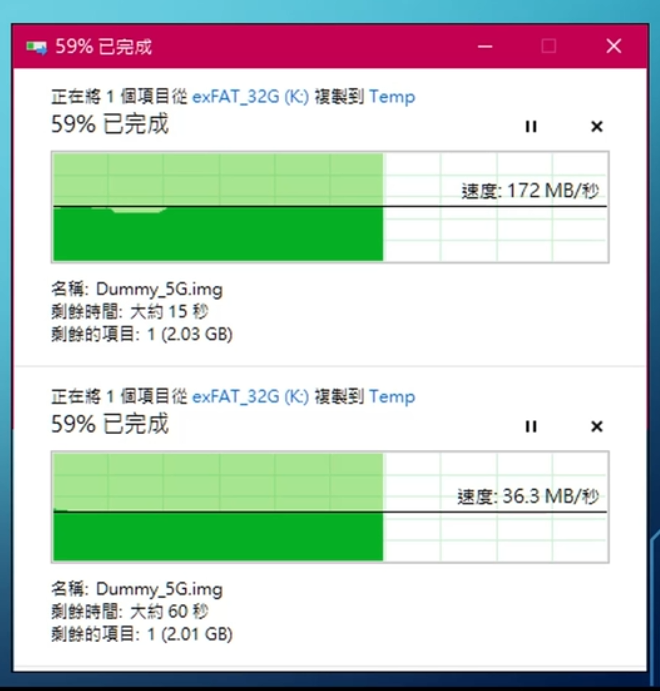 59% 已完成
正在將 1 個項目從 exFAT_32G (K:) 複製到 Temp
59% 已完成
速度: 172 MB/秒
名稱: Dummy_5G.img
剩餘時間: 大約 15 秒
剩餘的項目: 1 (2.03 GB)
正在將 1 個項目從 exFAT_32G (K:) 複製到 Temp
59% 已完成
速度: 36.3 MB/秒
名稱: Dummy_5G.img
剩餘時間: 大約 60 秒
剩餘的項目: 1 (2.01 GB)